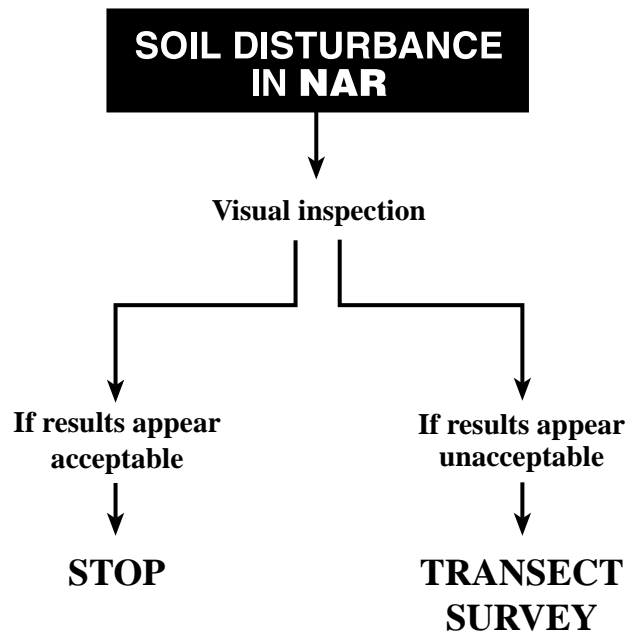 SOIL DISTURBANCE
IN NAR
Visual inspection
If results appear
acceptable
STOP
If results appear
unacceptable
TRANSECT
SURVEY